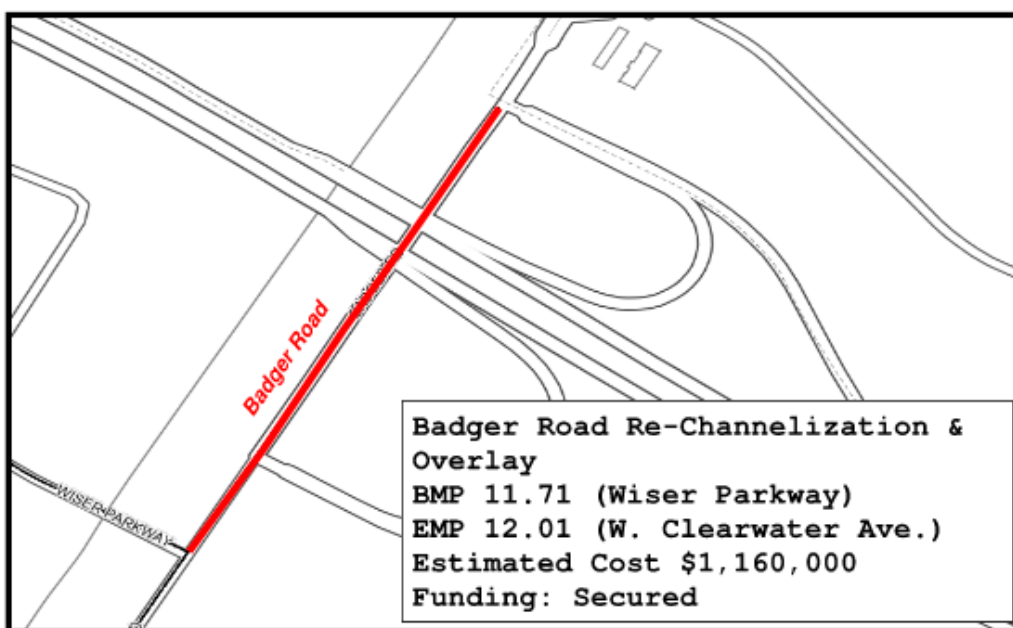 Badger Road
WISER PARKWAY
Badger Road Re-Channelization &
Overlay
BMP 11.71 (Wiser Parkway)
EMP 12.01 (W. Clearwater Ave.)
Estimated Cost $1,160,000
Funding: Secured